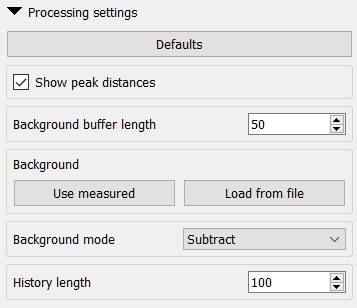 Processing settings
Defaults
Show peak distances
Background buffer length 50
Background
Use measured Load from file
Background mode Subtract
History length 100